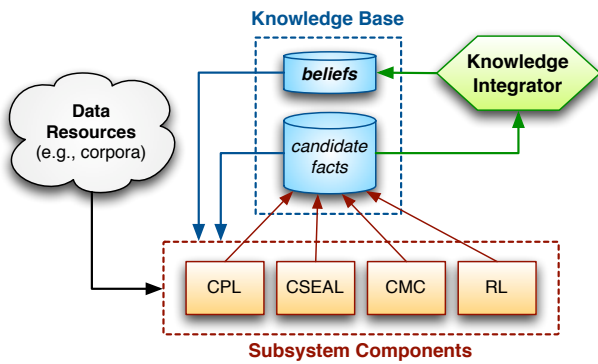 Knowledge Base
beliefs
Knowledge
Integrator
Data
Resources
(e.g., corpora)
candidate
facts
CPL
CSEAL
CMC
RL
Subsystem Components